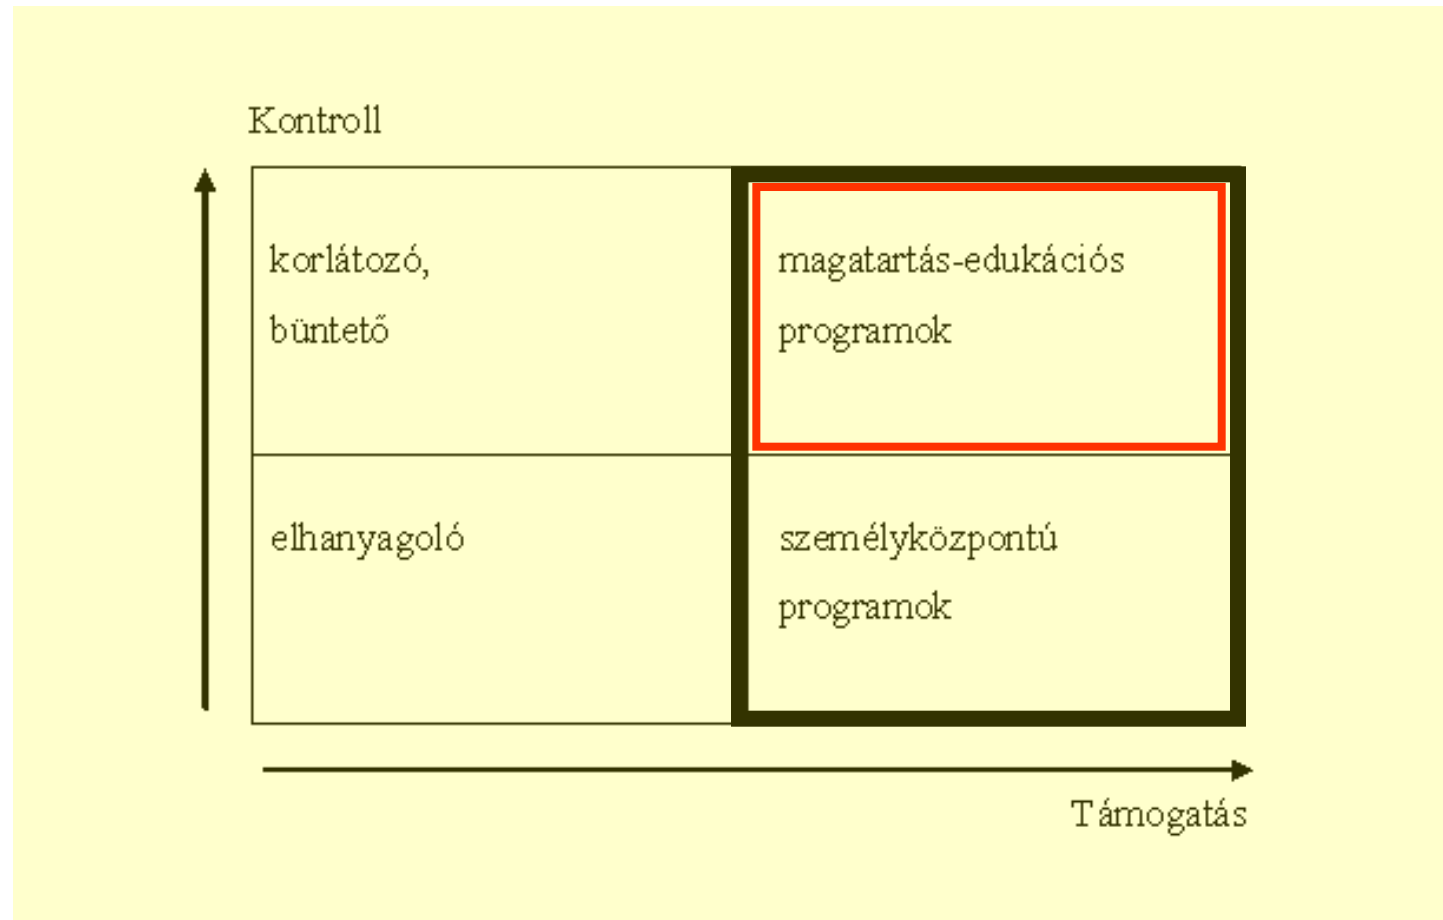 Kontroll
korlátozó,
büntető
magatartás-edukációs
programok
elhanyagoló
személyközpontú
programok
Támogatás